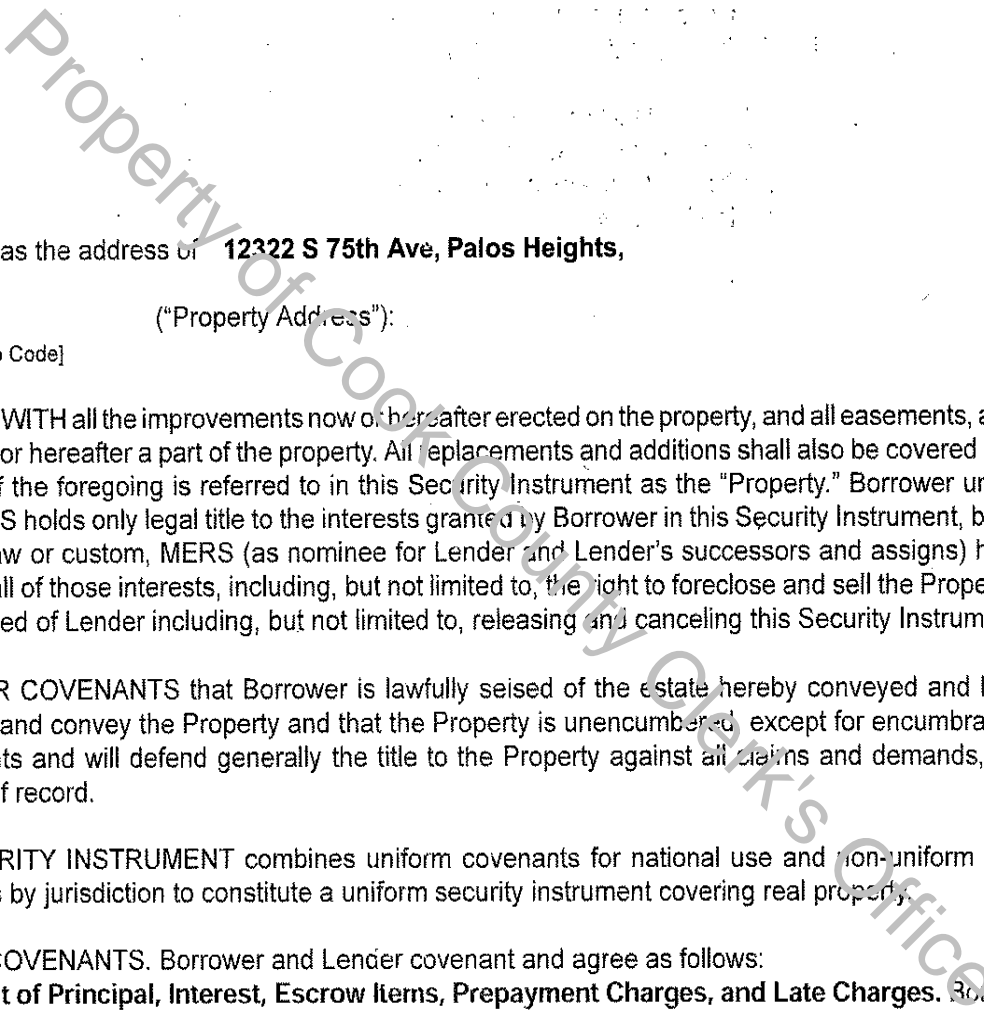 Property of Cook County Clerk's Office
as the address of 12322 S 75th Ave, Palos Heights,
("Property Address"):
Code]
WITH all the improvements now or hereafter erected on the property, and all easements,
or hereafter a part of the property. All replacements and additions shall also be covered
f the foregoing is referred to in this Security Instrument as the "Property." Borrower
S holds only legal title to the interests granted by Borrower in this Security Instrument,
aw or custom, MERS (as nominee for Lender and Lender's successors and assigns)
all of those interests, including, but not limited to, the right to foreclose and sell the Prope
ed of Lender including, but not limited to, releasing and canceling this Security Instrum
R COVENANTS that Borrower is lawfully seised of the estate hereby conveyed and
and convey the Property and that the Property is unencumbered, except for encumbra
ts and will defend generally the title to the Property against all claims and demands,
f record.
RITY INSTRUMENT combines uniform covenants for national use and non-uniform
s by jurisdiction to constitute a uniform security instrument covering real property.
COVENANTS. Borrower and Lender covenant and agree as follows:
t of Principal, Interest, Escrow Items, Prepayment Charges, and Late Charges.